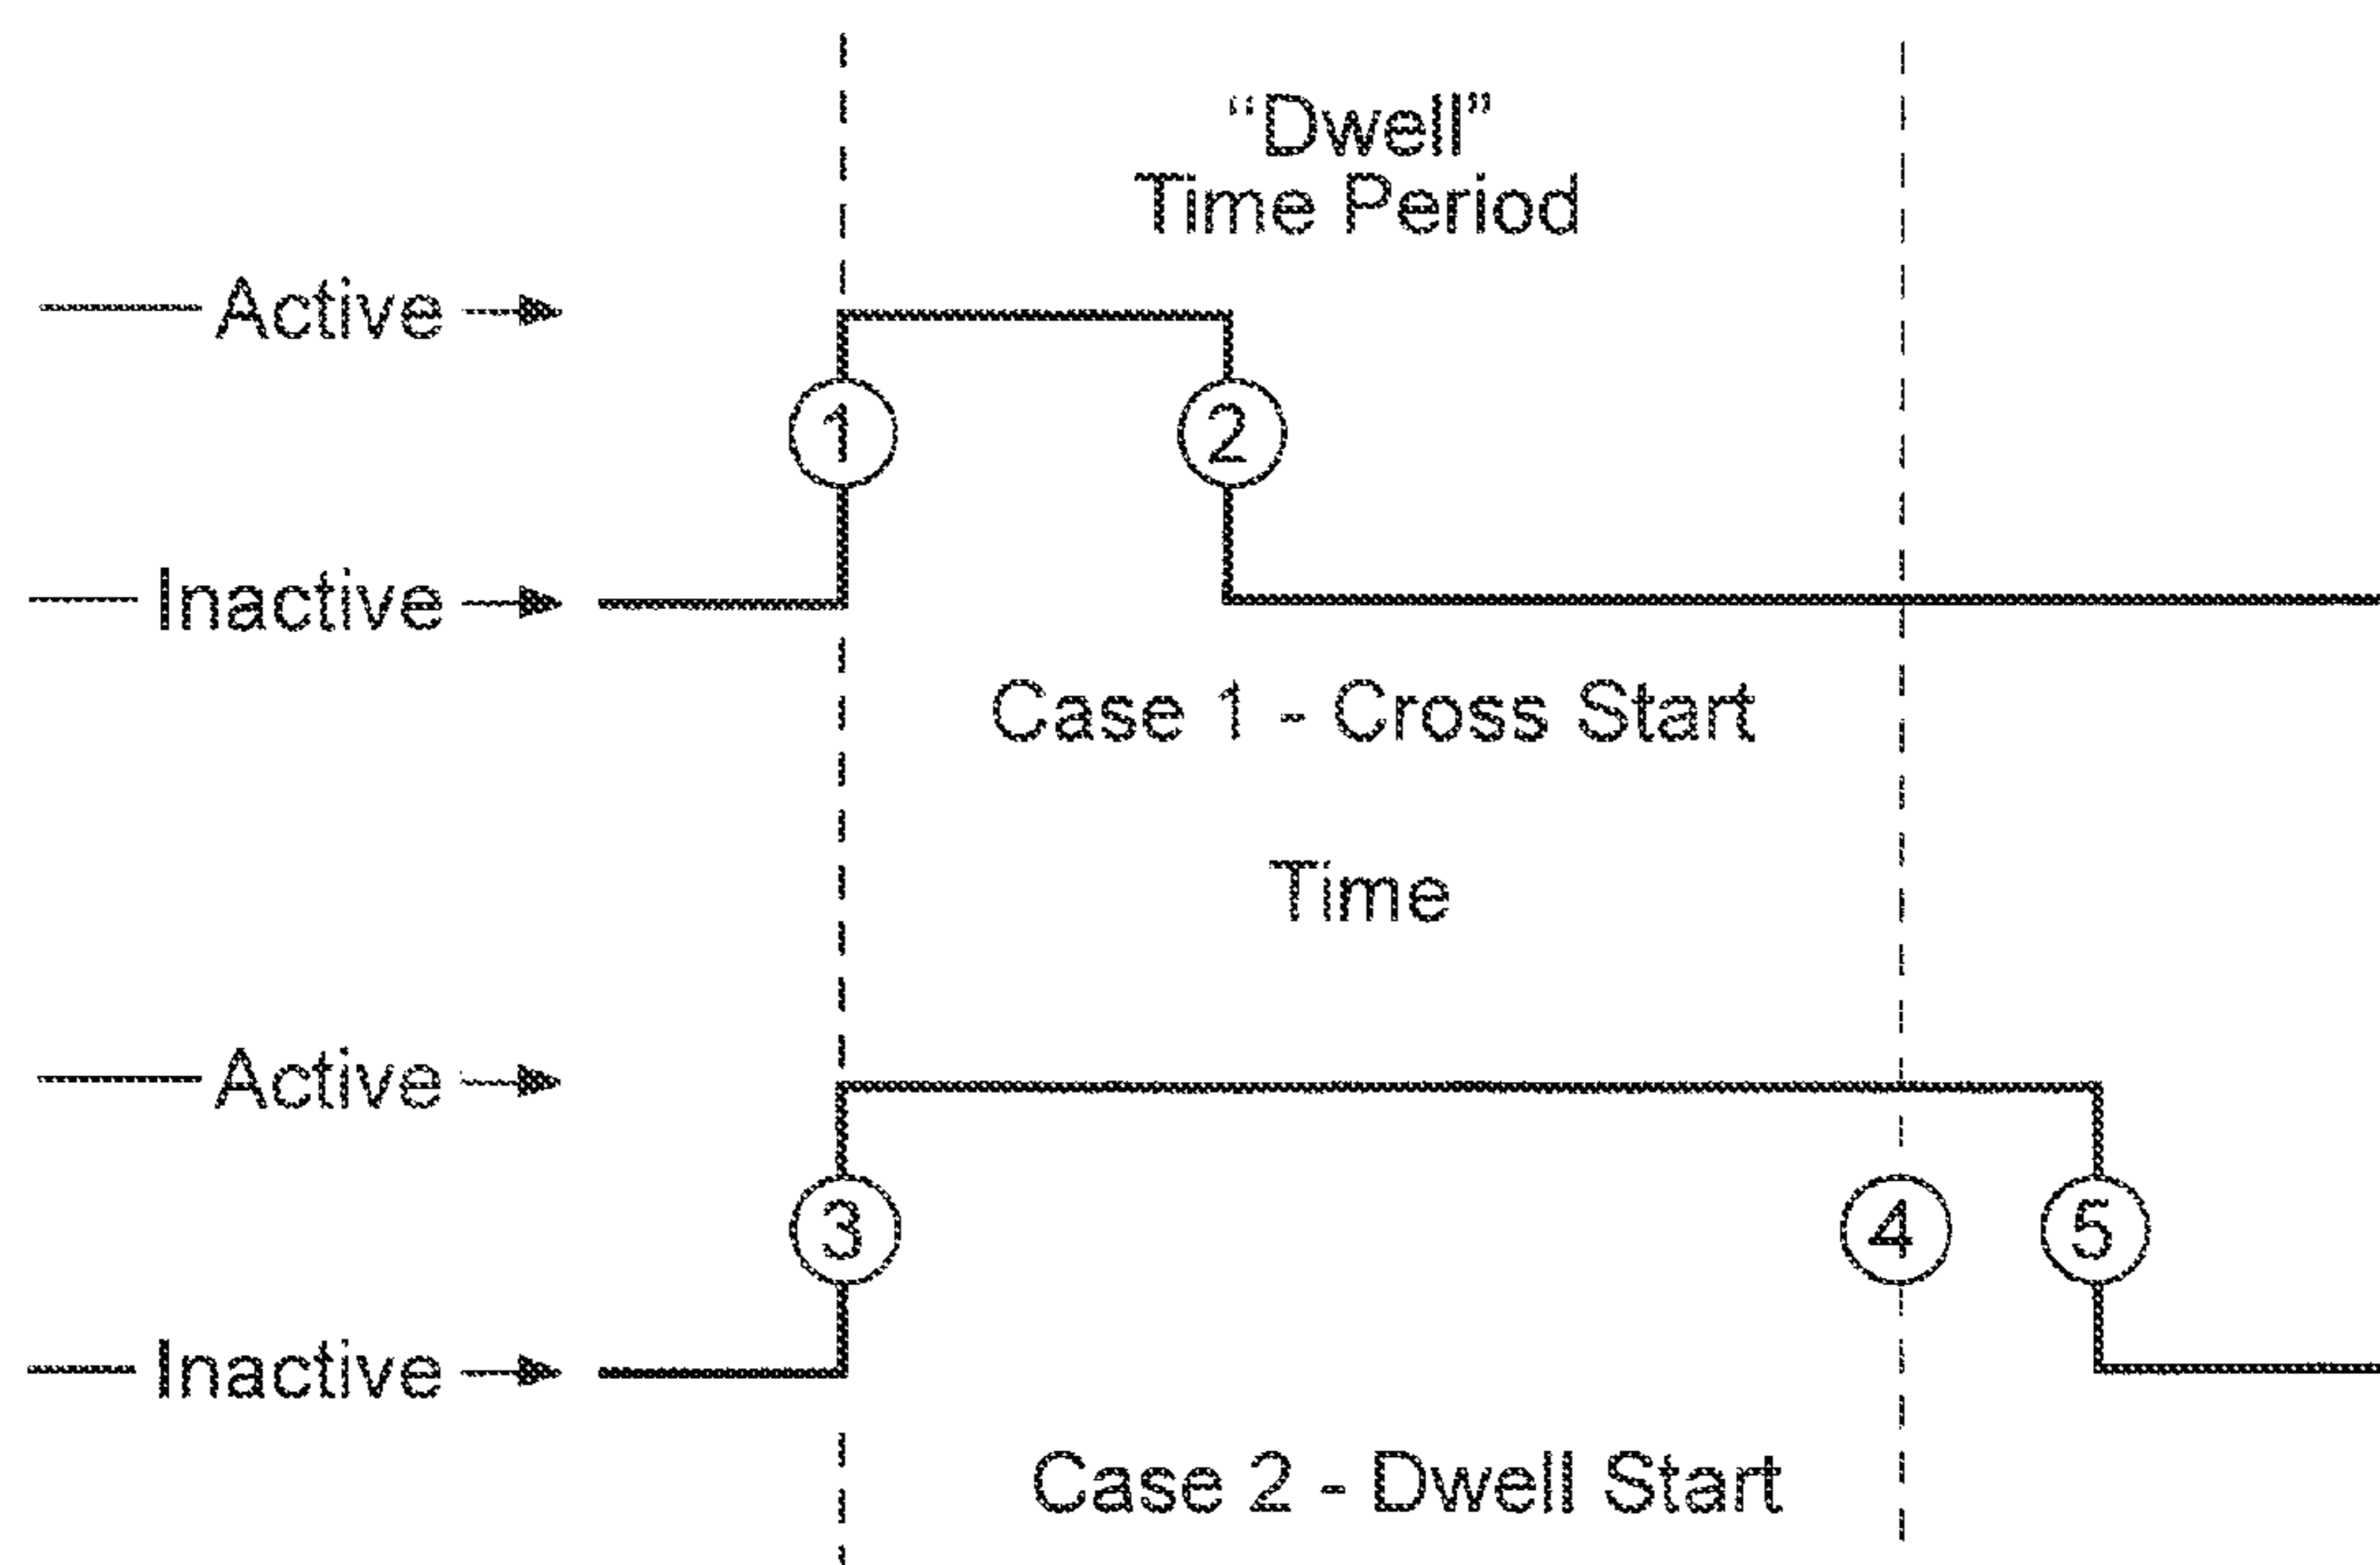 “Dwell”
Time Period
Active
1
2
Inactive
Case 1 - Cross Start
Time
Active
3
4
5
Inactive
Case 2 - Dwell Start